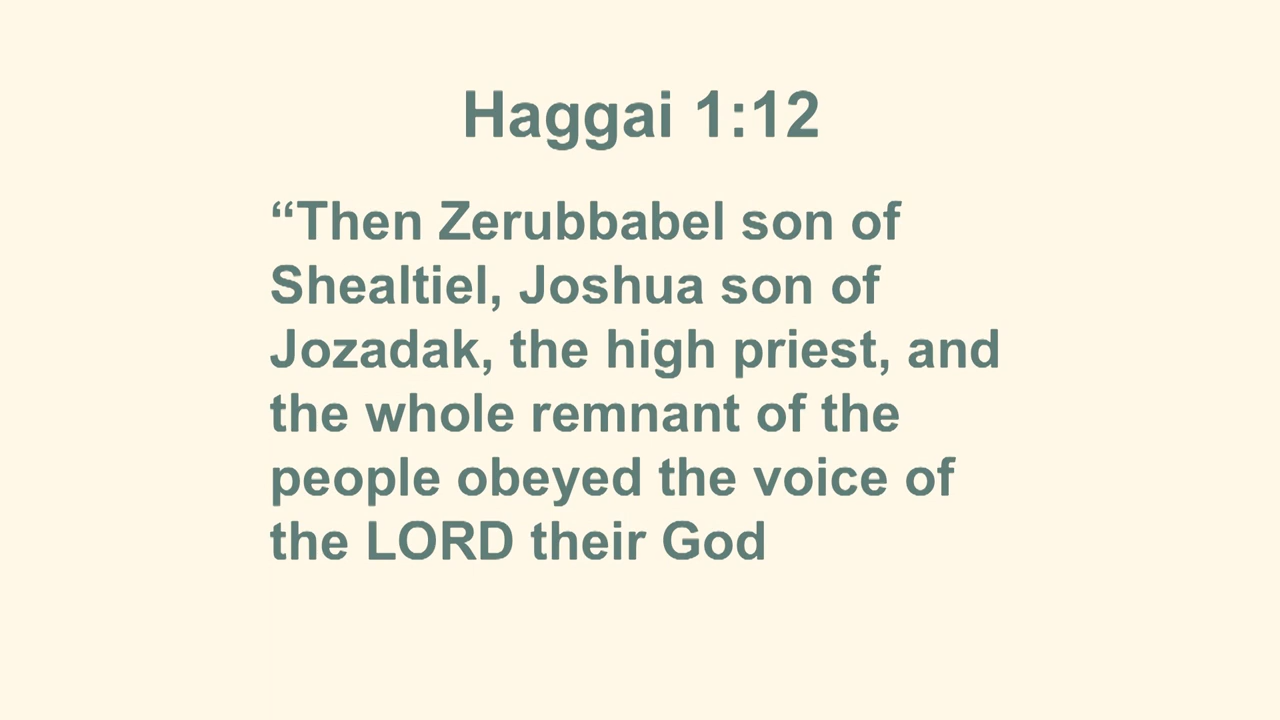 Haggai 1:12
“Then Zerubbabel son of
Shealtiel, Joshua son of
Jozadak, the high priest, and
the whole remnant of the
people obeyed the voice of
the LORD their God